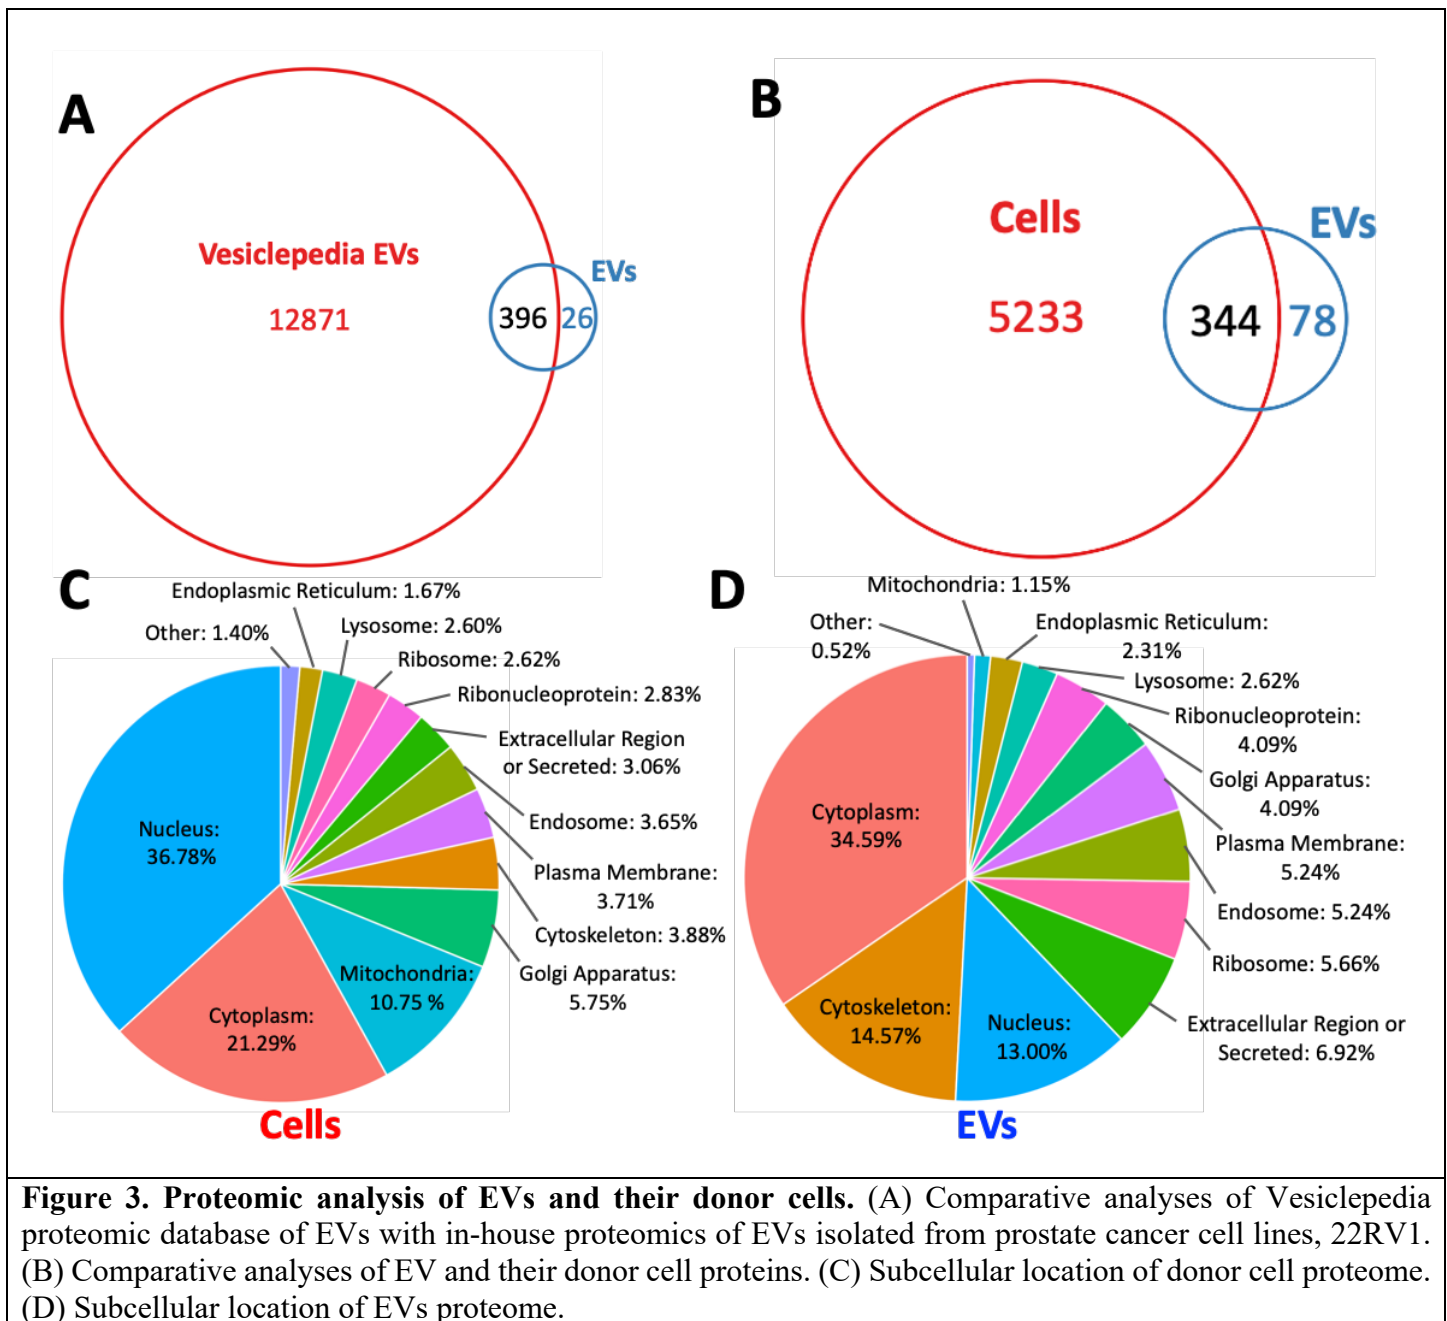 A
Vesiclepedia EVs
12871
396
26
EVs
B
Cells
5233
344
78
EVs
C
Endoplasmic Reticulum: 1.67%
Other: 1.40%
Lysosome: 2.60%
Ribosome: 2.62%
Ribonucleoprotein: 2.83%
Extracellular Region
or Secreted: 3.06%
Endosome: 3.65%
Plasma Membrane:
3.71%
Cytoskeleton: 3.88%
Golgi Apparatus:
5.75%
Mitochondria:
10.75 %
Cytoplasm:
21.29%
Nucleus:
36.78%
Cells
D
Mitochondria: 1.15%
Other:
0.52%
Endoplasmic Reticulum:
2.31%
Lysosome: 2.62%
Ribonucleoprotein:
4.09%
Golgi Apparatus:
4.09%
Plasma Membrane:
5.24%
Endosome: 5.24%
Ribosome: 5.66%
Extracellular Region or
Secreted: 6.92%
Nucleus:
13.00%
Cytoskeleton:
14.57%
Cytoplasm:
34.59%
EVs
Figure 3. Proteomic analysis of EVs and their donor cells. (A) Comparative analyses of Vesiclepedia
proteomic database of EVs with in-house proteomics of EVs isolated from prostate cancer cell lines, 22RV1.
(B) Comparative analyses of EV and their donor cell proteins. (C) Subcellular location of donor cell proteome.
(D) Subcellular location of EVs proteome.